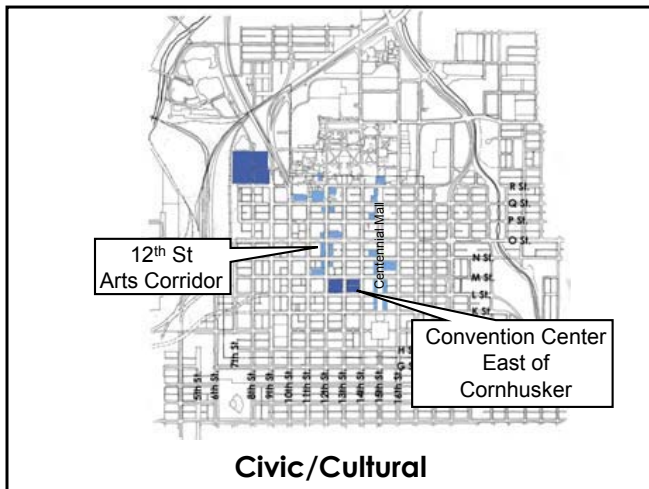 R St.
Q St.
P St.
O St.
Centennial Mall
12th St
Arts Corridor
N St.
M St.
L St.
K St.
Convention Center
East of
Cornhusker
H
5th St.
6th St.
7th St.
8th St.
9th St.
10th St.
11th St.
12th St.
13th St.
14th St.
15th St.
16th St.
Civic/Cultural